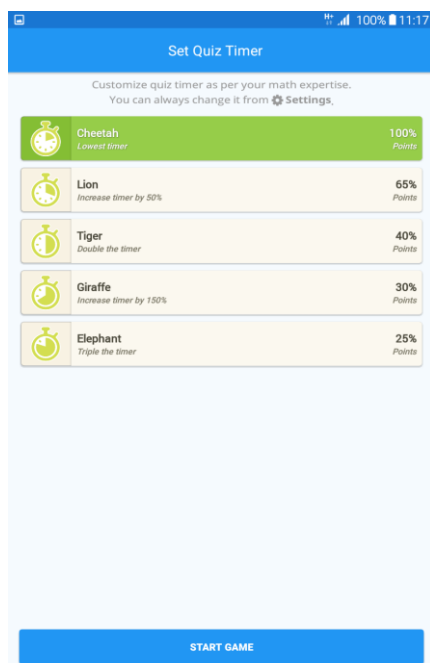 100% 11:17
Set Quiz Timer
Customize quiz timer as per your math expertise.
You can always change it from Settings.
Cheetah 100%
Lowest timer Points
Lion 65%
Increase timer by 50% Points
Tiger 40%
Double the timer Points
Giraffe 30%
Increase timer by 150% Points
Elephant 25%
Triple the timer Points
START GAME